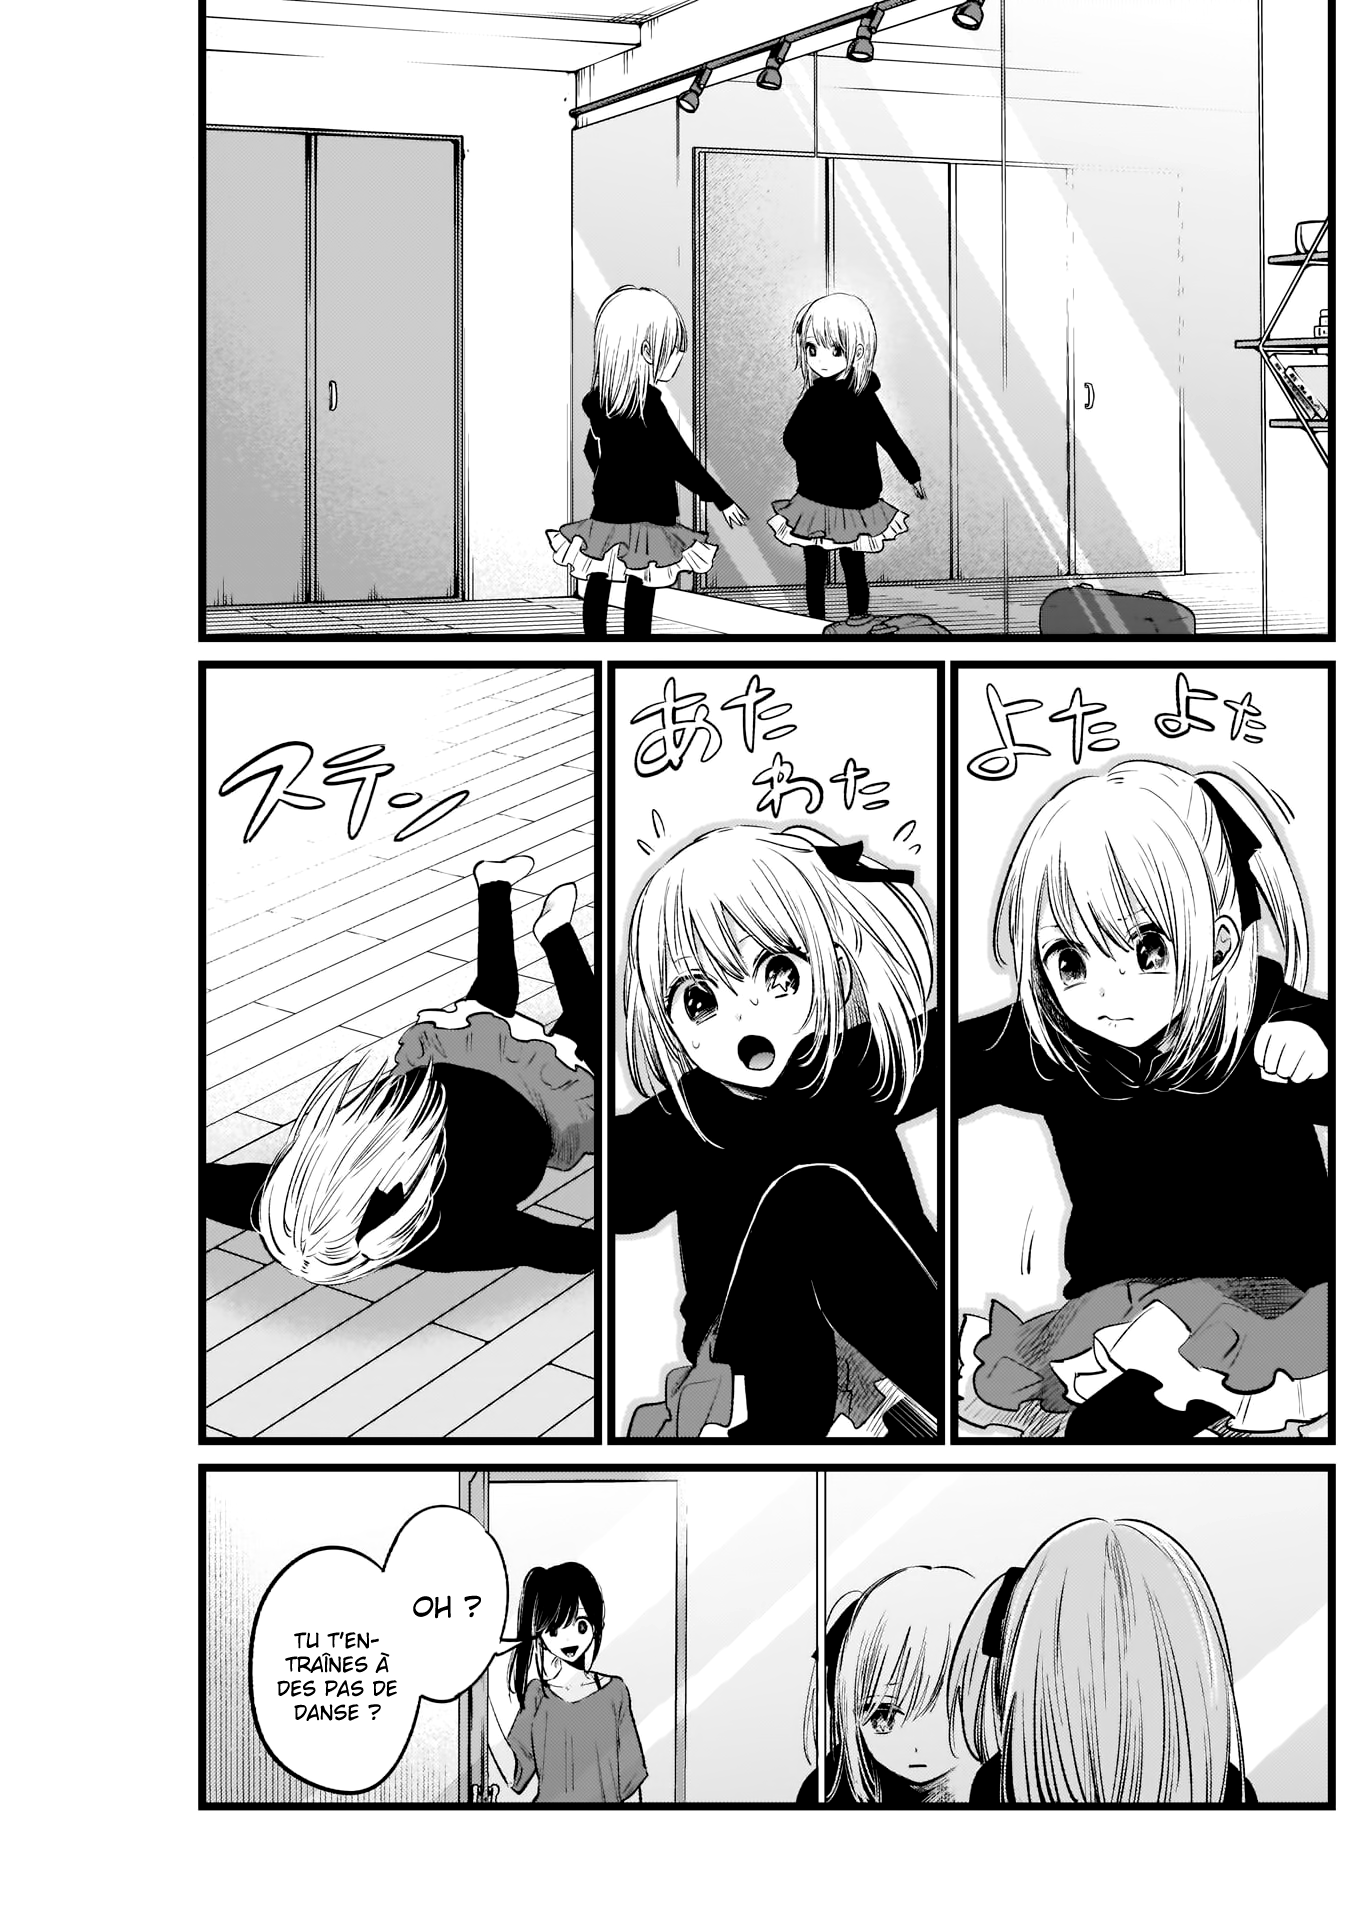 よたよた
あた
わた
ステン
OH ?
TU T'EN-
TRAÎNES À
DES PAS DE
DANSE ?